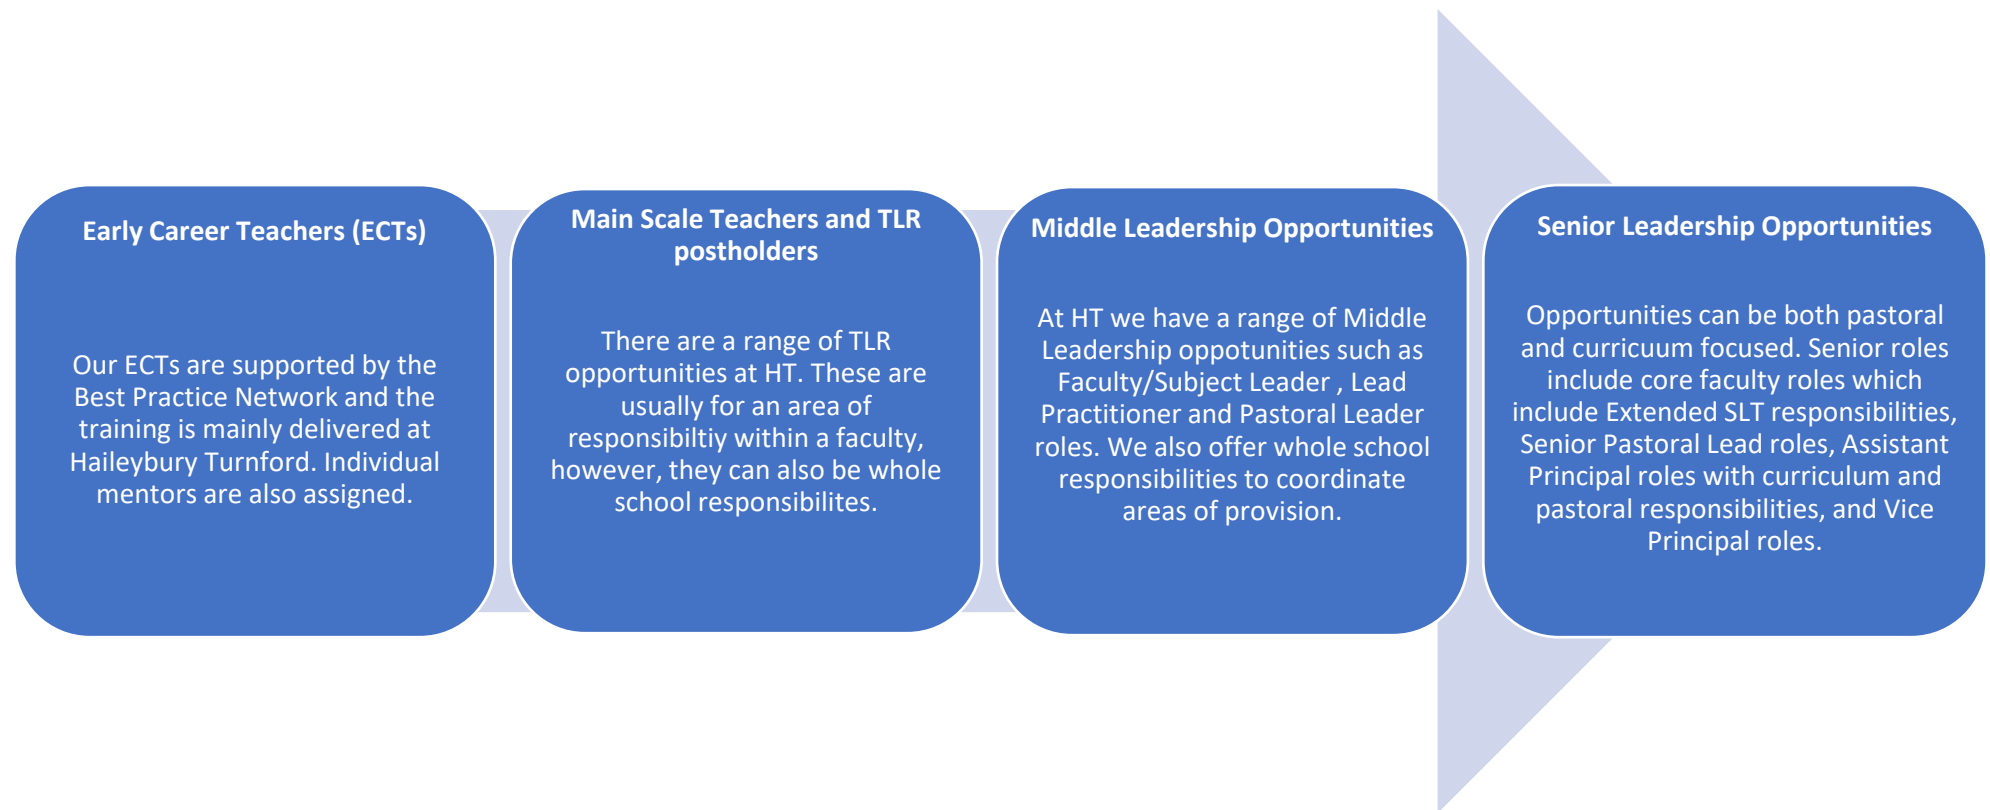 Early Career Teachers (ECTs)
Our ECTs are supported by the
Best Practice Network and the
training is mainly delivered at
Haileybury Turnford. Individual
mentors are also assigned.
Main Scale Teachers and TLR
postholders
There are a range of TLR
opportunities at HT. These are
usually for an area of
responsibiltiy within a faculty,
however, they can also be whole
school responsibilites.
Middle Leadership Opportunities
At HT we have a range of Middle
Leadership oppotunities such as
Faculty/Subject Leader , Lead
Practitioner and Pastoral Leader
roles. We also offer whole school
responsibilities to coordinate
areas of provision.
Senior Leadership Opportunities
Opportunities can be both pastoral
and curricuum focused. Senior roles
include core faculty roles which
include Extended SLT responsibilities,
Senior Pastoral Lead roles, Assistant
Principal roles with curriculum and
pastoral responsibilities, and Vice
Principal roles.